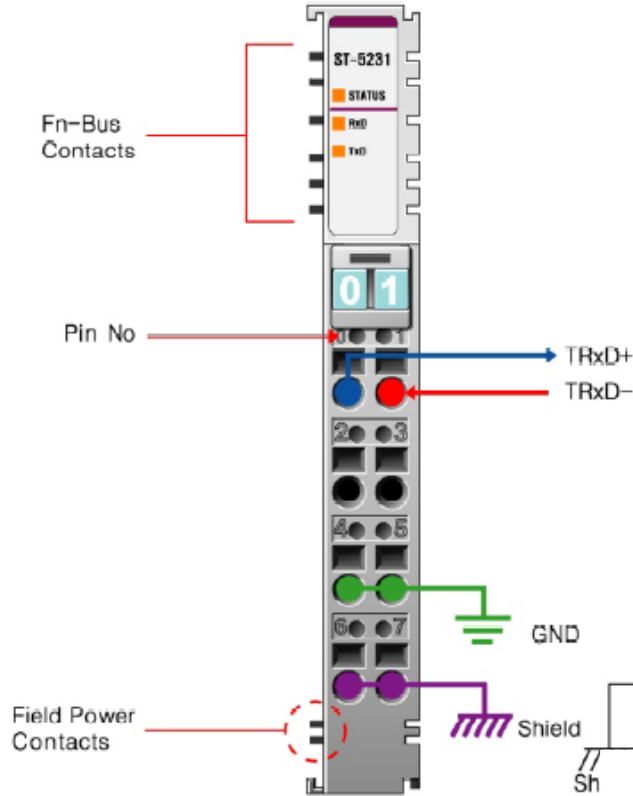 ST-5231
STATUS
RxD
TxD
Fn-Bus
Contacts
0 1
Pin No
0 1
TRxD+
TRxD-
2 3
4 5
GND
6 7
Field Power
Contacts
Shield
Sh